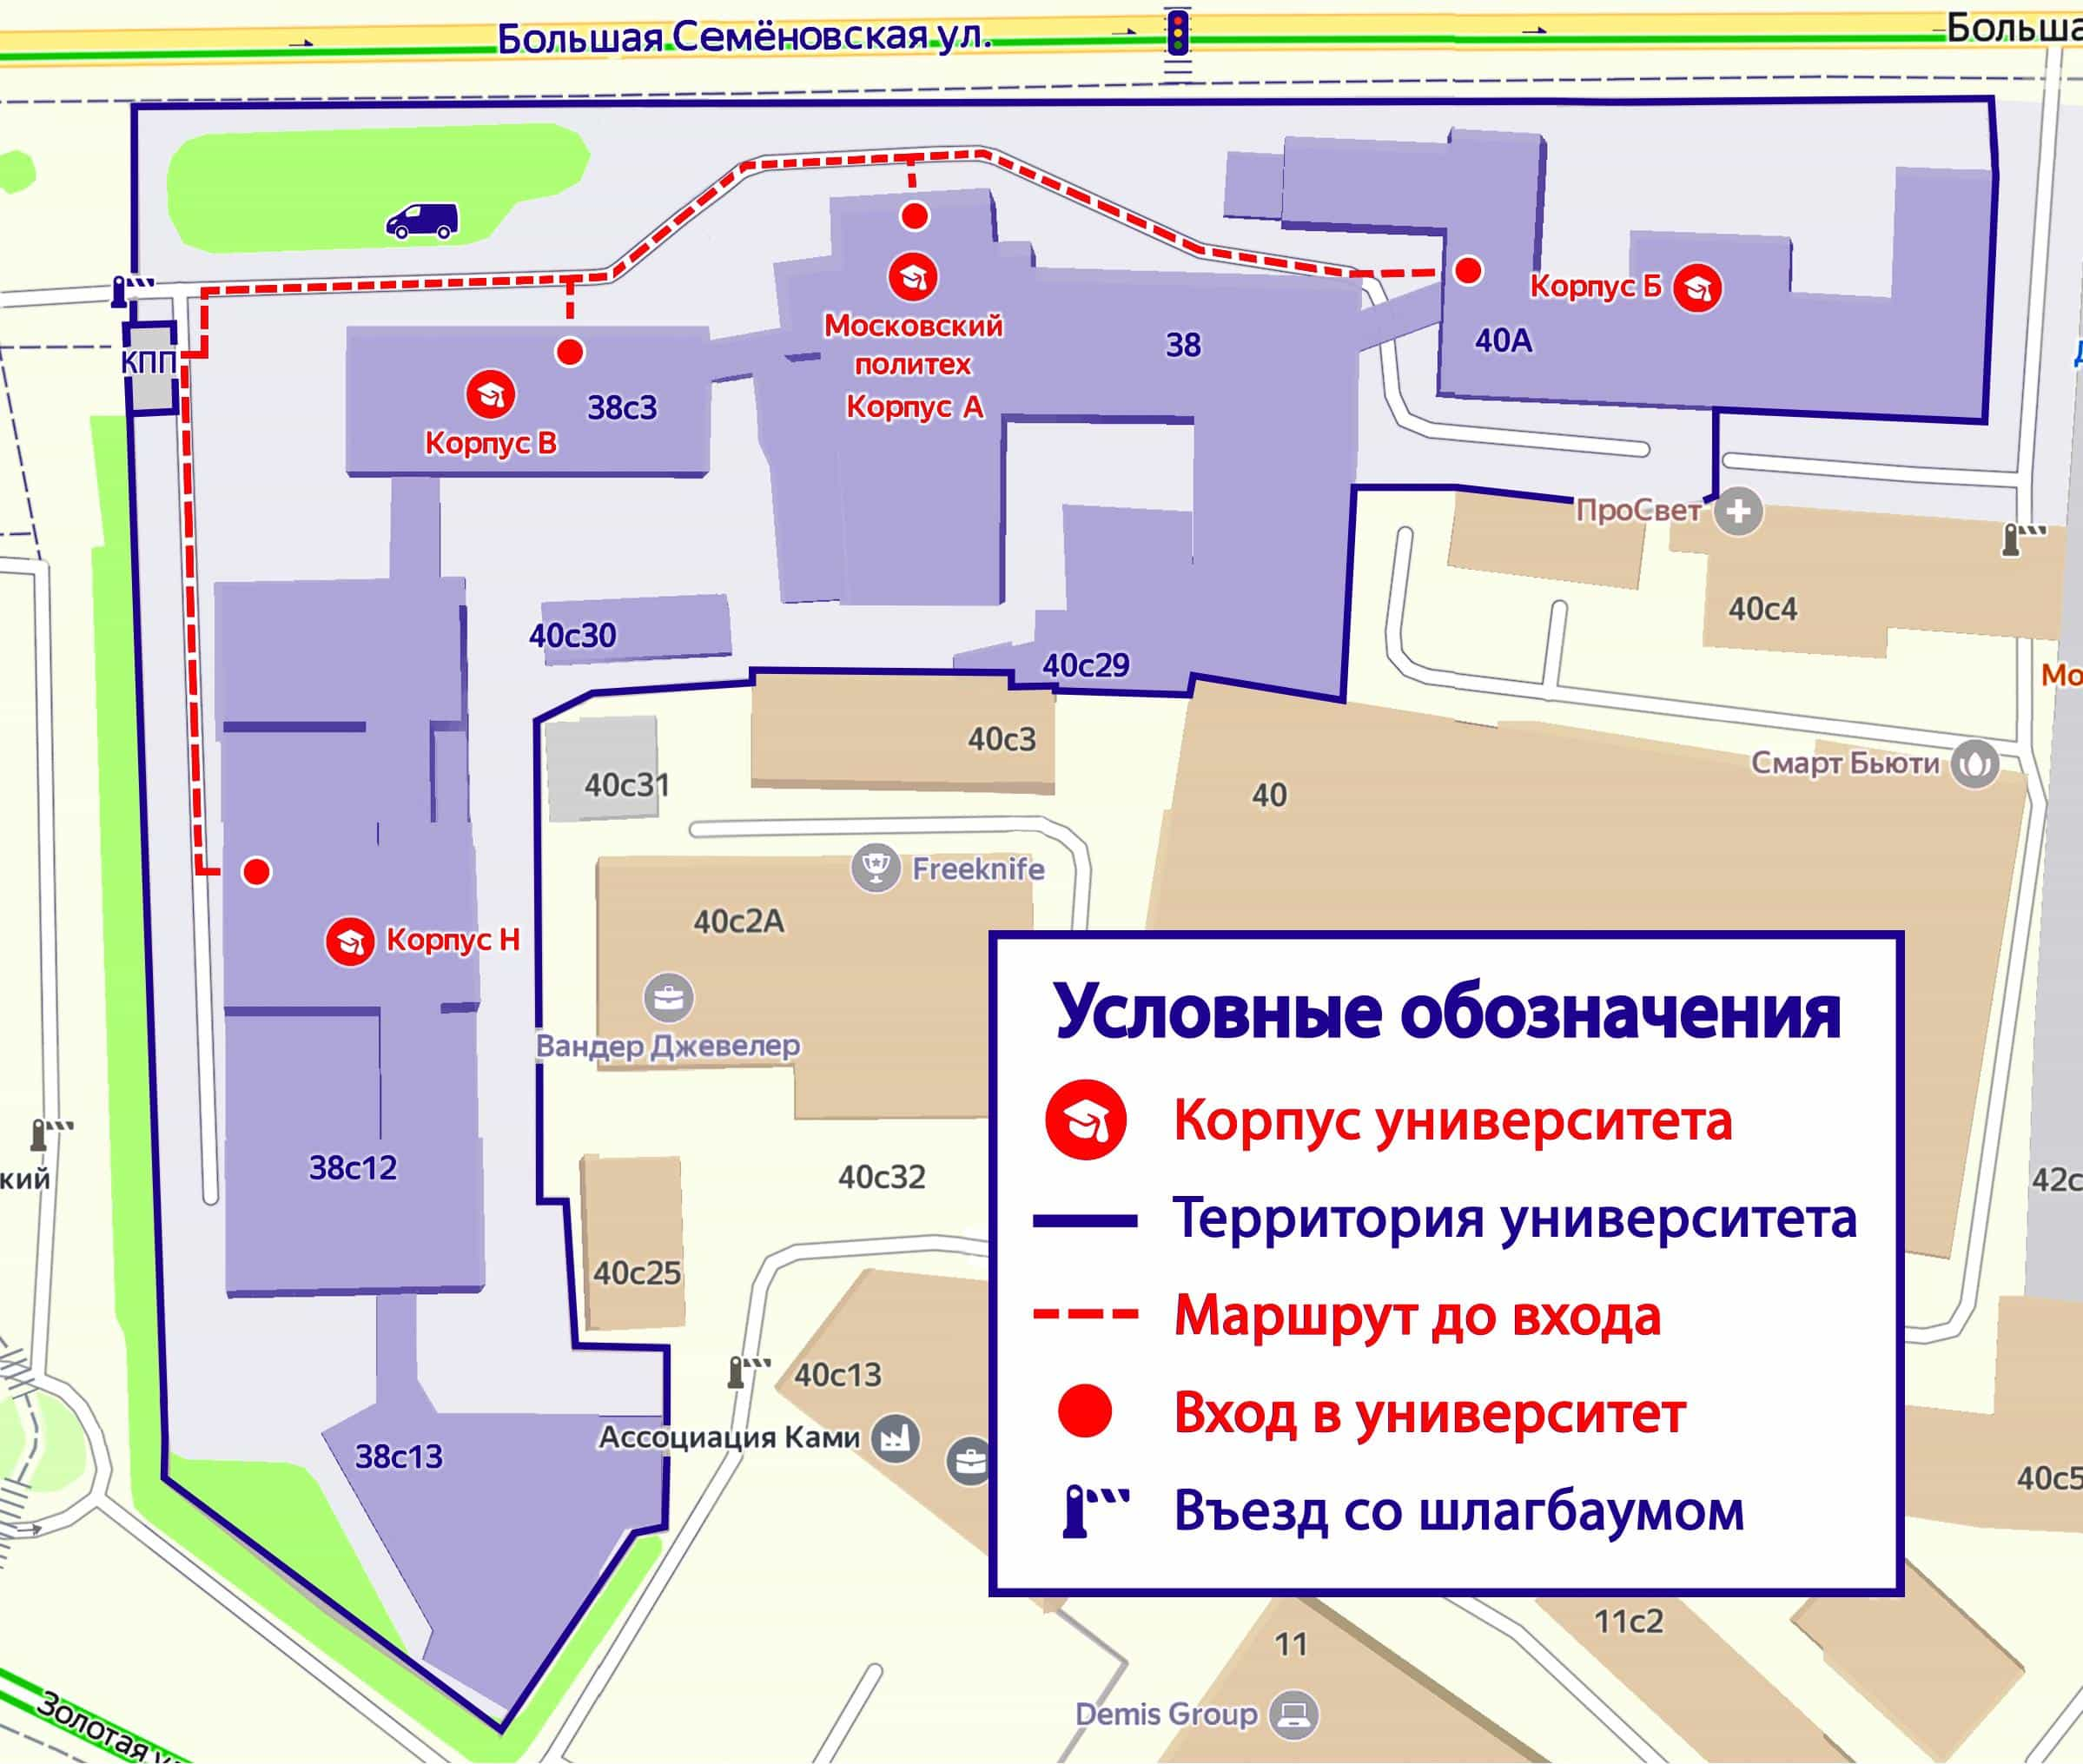 Большая Семёновская ул.
Больша
КПП
Корпус В
38с3
Московский
политех
Корпус А
38
Корпус Б
40А
ПроСвет
40с4
40с30
40с29
Мо
40с3
40с31
40
Смарт Бьюти
Freeknife
40с2А
Корпус Н
Вандер Джевелер
38с12
кий
40с32
42с
40с25
40с13
Ассоциация Ками
38с13
40с5
Условные обозначения
Корпус университета
Территория университета
Маршрут до входа
Вход в университет
Въезд со шлагбаумом
11
11с2
Demis Group
Золотая у